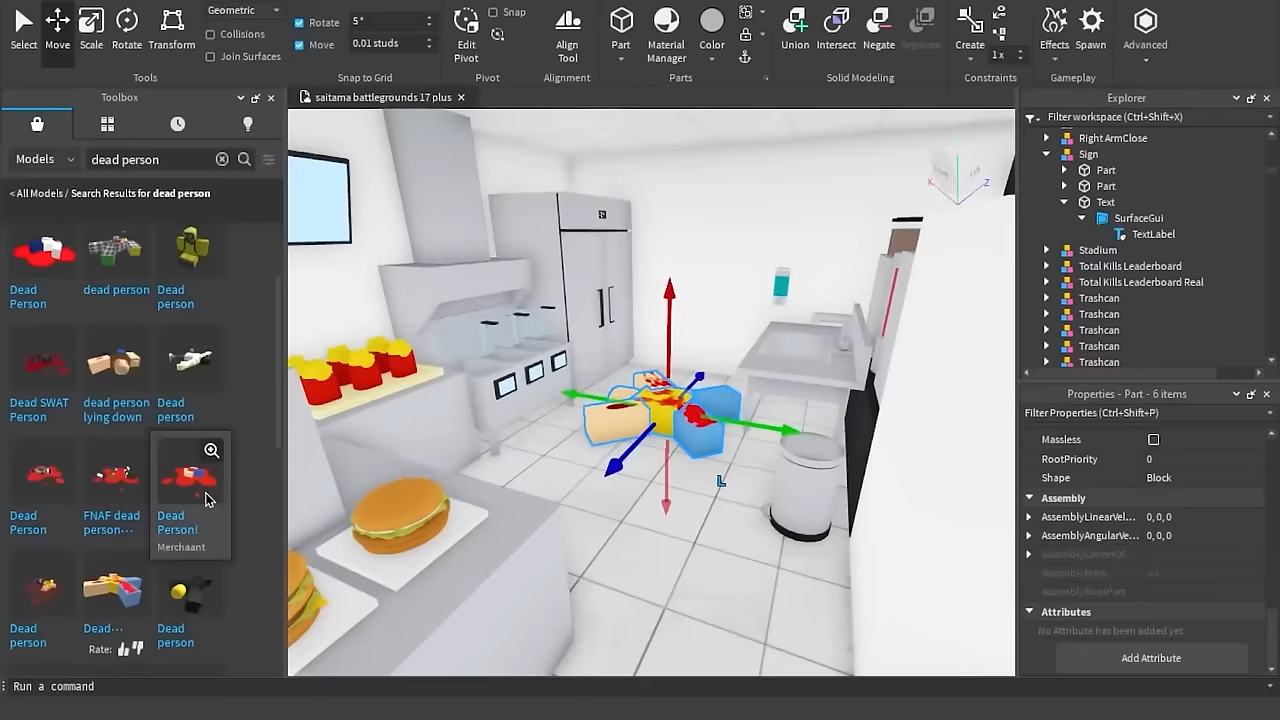 Select
Move
Scale
Rotate
Transform
Geometric
Collisions
Join Surfaces
Tools
Rotate
5 °
Move
0.01 studs
Snap to Grid
Edit
Pivot
Snap
Pivot
Align
Tool
Alignment
Part
Material
Manager
Color
Parts
Union
Intersect
Negate
Separate
Solid Modeling
Create
1 x
Constraints
Effects
Spawn
Gameplay
Advanced
Toolbox
Models
dead person
< All Models / Search Results for dead person
Dead
Person
dead person
Dead
person
Dead SWAT
Person
dead person
lying down
Dead
person
Dead
Person
FNAF dead
person···
Dead
Person!
Merchaant
Dead
person
Dead···
Rate:
Dead
person
saitama battlegrounds 17 plus
L
Explorer
Filter workspace (Ctrl+Shift+X)
Right ArmClose
Sign
Part
Part
Text
SurfaceGui
TextLabel
Stadium
Total Kills Leaderboard
Total Kills Leaderboard Real
Trashcan
Trashcan
Trashcan
Trashcan
Trashcan
Properties - Part - 6 items
Filter Properties (Ctrl+Shift+P)
Massless
RootPriority
0
Shape
Block
Assembly
AssemblyLinearVel...
0, 0, 0
AssemblyAngularVe...
0, 0, 0
AssemblyCenterOf...
AssemblyMass
inf
AssemblyRootPart
Attributes
No Attribute has been added yet
Add Attribute
Run a command